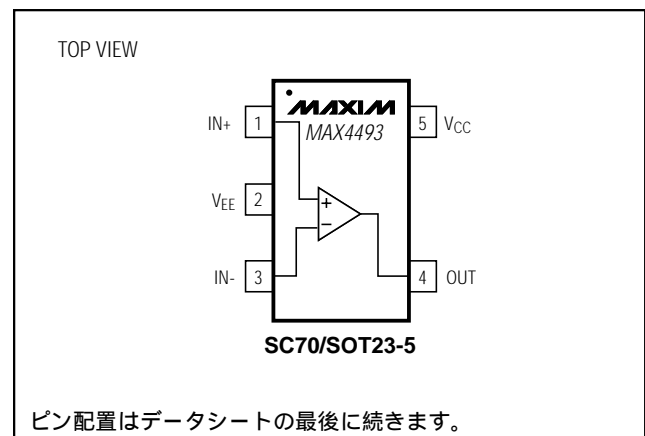 TOP VIEW
MAXIM
IN+ 1 MAX4493 5 VCC
VEE 2 +
−
IN- 3 4 OUT
SC70/SOT23-5
ピン配置はデータシートの最後に続きます。